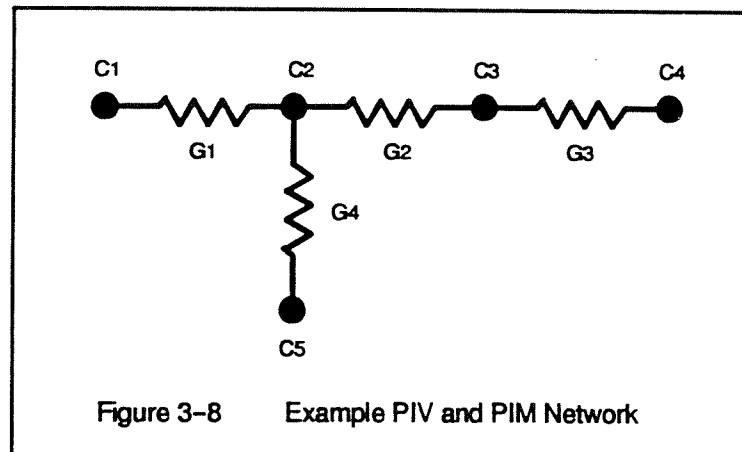 C1 C2 C3 C4
G1 G2 G3
G4
C5
Figure 3-8 Example PIV and PIM Network